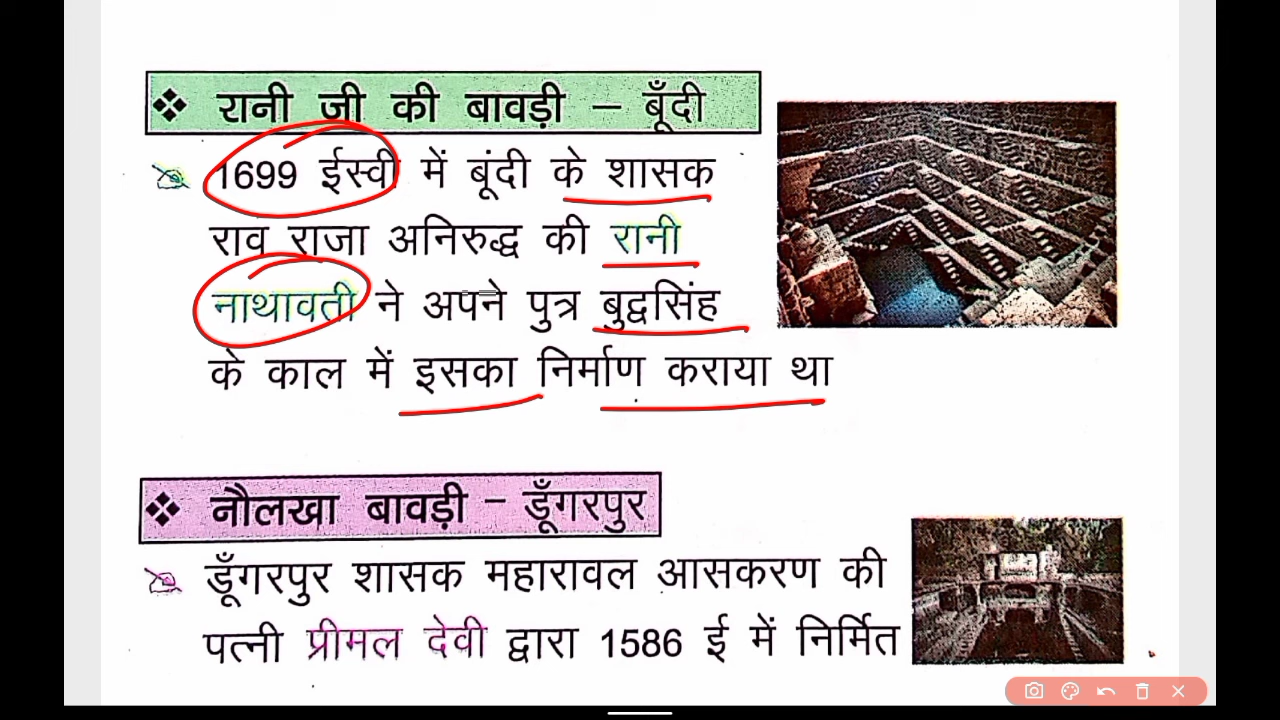 ❖ रानी जी की बावड़ी – बूँदी
1699 ईस्वी में बूंदी के शासक
राव राजा अनिरुद्ध की रानी
नाथावती ने अपने पुत्र बुद्वसिंह
के काल में इसका निर्माण कराया था
❖ नौलखा बावड़ी – डूँगरपुर
डूँगरपुर शासक महारावल आसकरण की
पत्नी प्रीमल देवी द्वारा 1586 ई में निर्मित